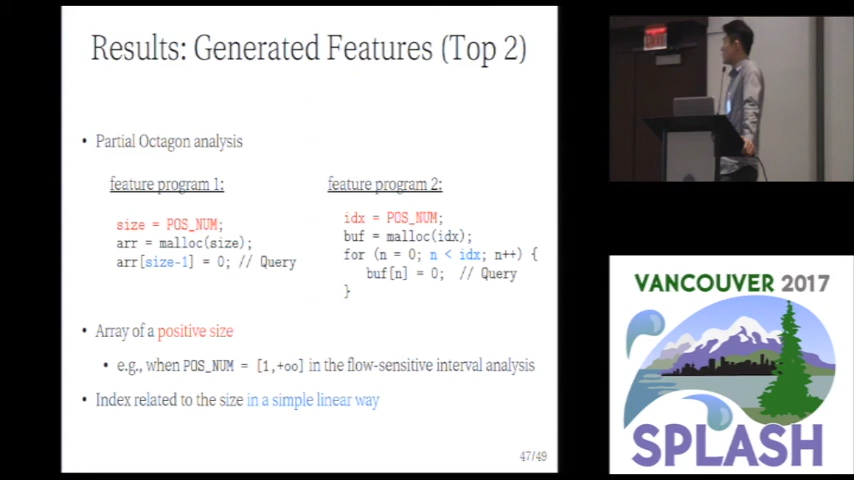 Results: Generated Features (Top 2)
• Partial Octagon analysis
feature program 1:
size = POS_NUM;
arr = malloc(size);
arr[size-1] = 0; // Query
feature program 2:
idx = POS_NUM;
buf = malloc(idx);
for (n = 0; n < idx; n++) {
buf[n] = 0; // Query
}
• Array of a positive size
• e.g., when POS_NUM = [1,+oo] in the flow-sensitive interval analysis
• Index related to the size in a simple linear way
47/49
EXIT
VANCOUVER 2017
SPLASH